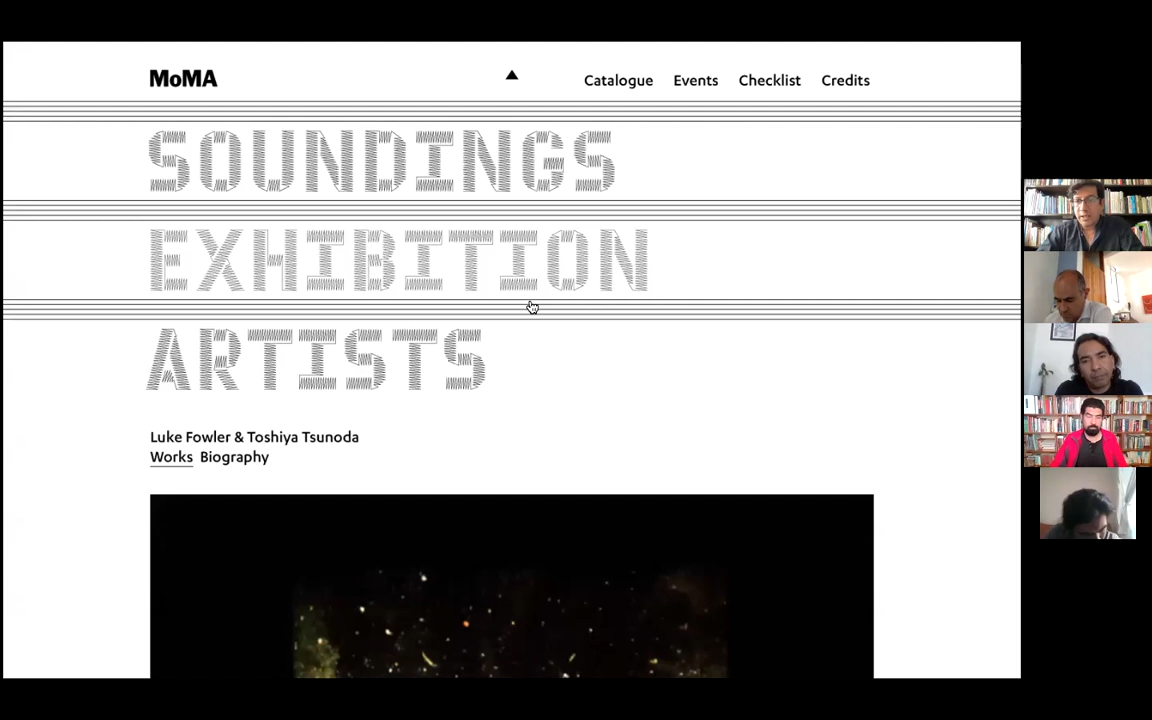 MoMA
Catalogue Events Checklist Credits
SOUNDINGS
EXHIBITION
ARTISTS
Luke Fowler & Toshiya Tsunoda
Works Biography